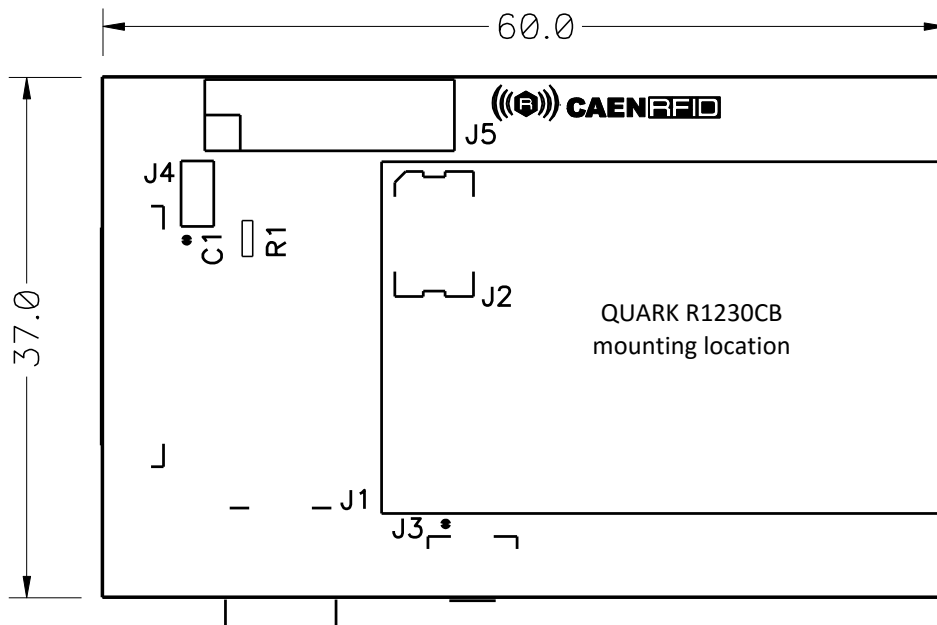 60.0
R CAENRFID
J5
J4
C1
R1
37.0
J2
QUARK R1230CB
mounting location
J1
J3